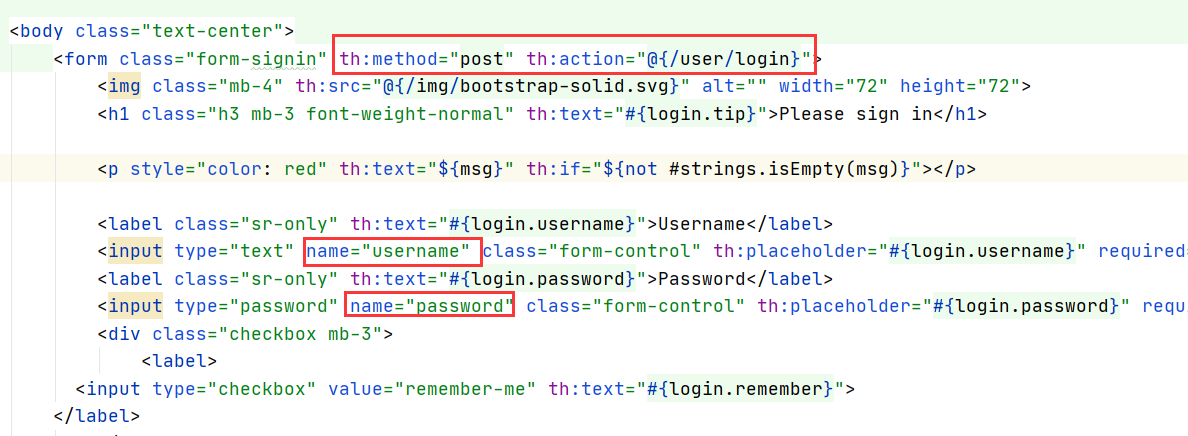 <body class="text-center">
<form class="form-signin" th:method="post" th:action="@{/user/login}">
<img class="mb-4" th:src="@{/img/bootstrap-solid.svg}" alt="" width="72" height="72">
<h1 class="h3 mb-3 font-weight-normal" th:text="#{login.tip}">Please sign in</h1>
<p style="color: red" th:text="${msg}" th:if="${not #strings.isEmpty(msg)}"></p>
<label class="sr-only" th:text="#{login.username}">Username</label>
<input type="text" name="username" class="form-control" th:placeholder="#{login.username}" required
<label class="sr-only" th:text="#{login.password}">Password</label>
<input type="password" name="password" class="form-control" th:placeholder="#{login.password}" requi
<div class="checkbox mb-3">
<label>
<input type="checkbox" value="remember-me" th:text="#{login.remember}">
</label>